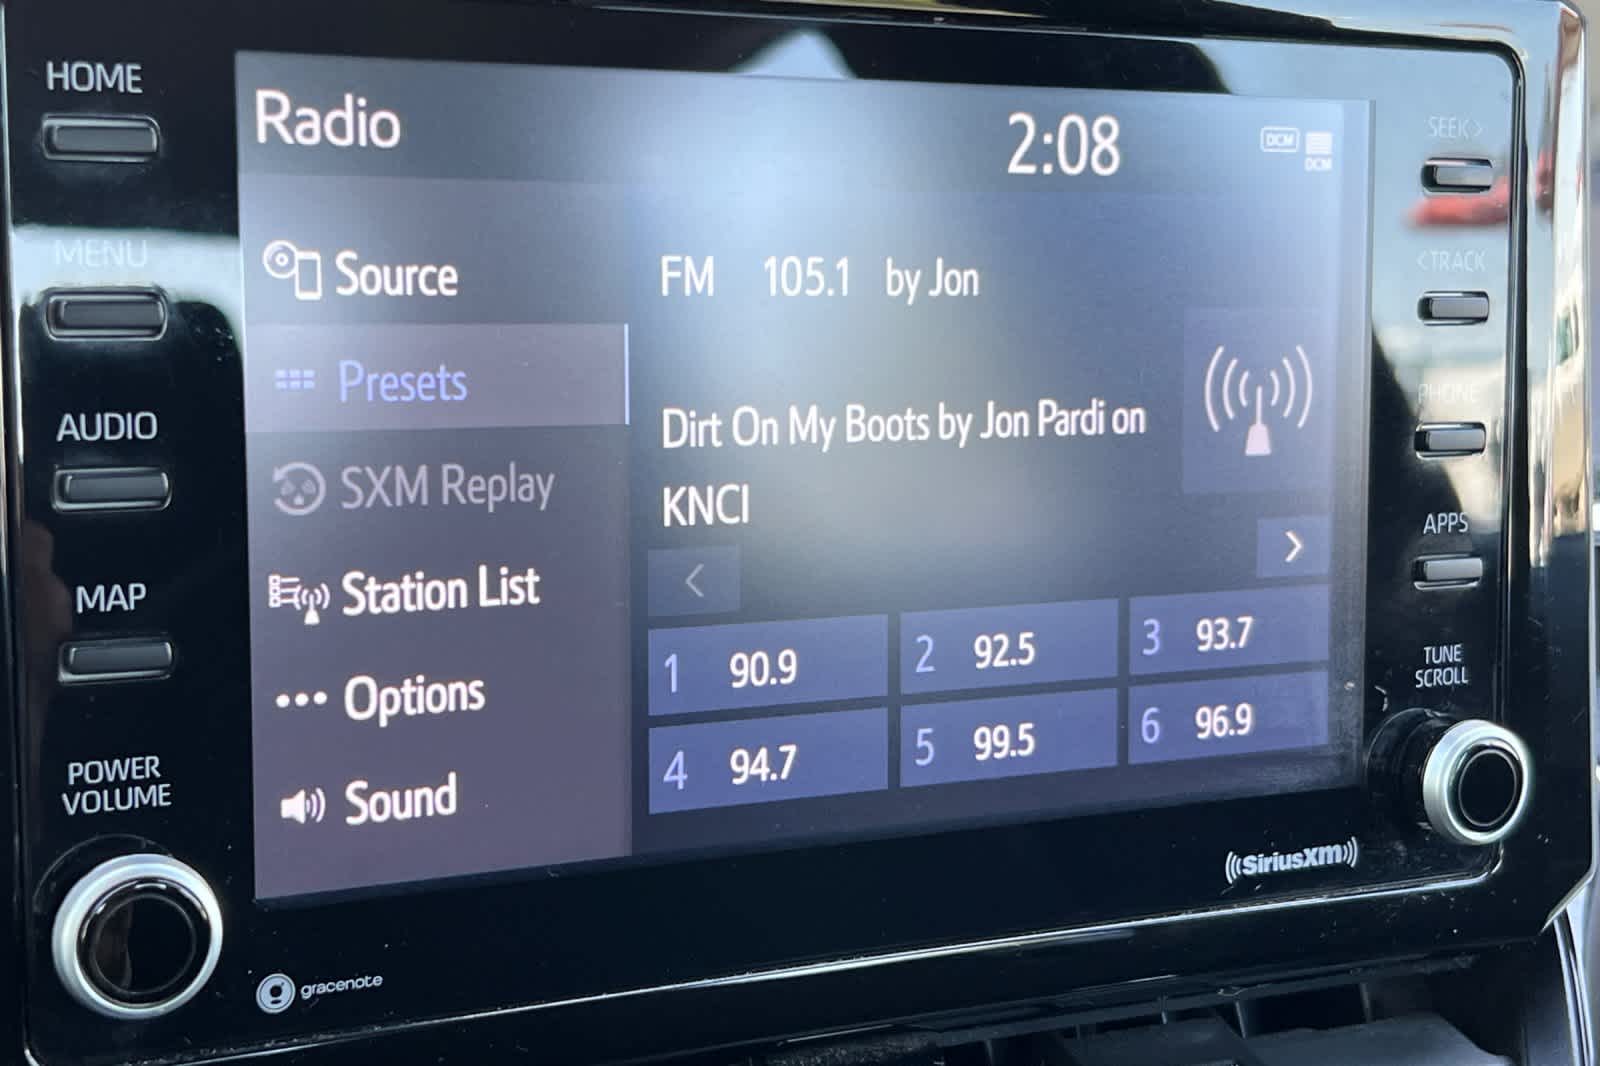 HOME
MENU
AUDIO
MAP
POWER
VOLUME
Radio
2:08
DCM
DCM
Source
Presets
SXM Replay
Station List
Options
Sound
FM 105.1 by Jon
Dirt On My Boots by Jon Pardi on
KNCI
<
>
1 90.9
2 92.5
3 93.7
4 94.7
5 99.5
6 96.9
SEEK>
<TRACK
PHONE
APPS
TUNE
SCROLL
SiriusXM
gracenote